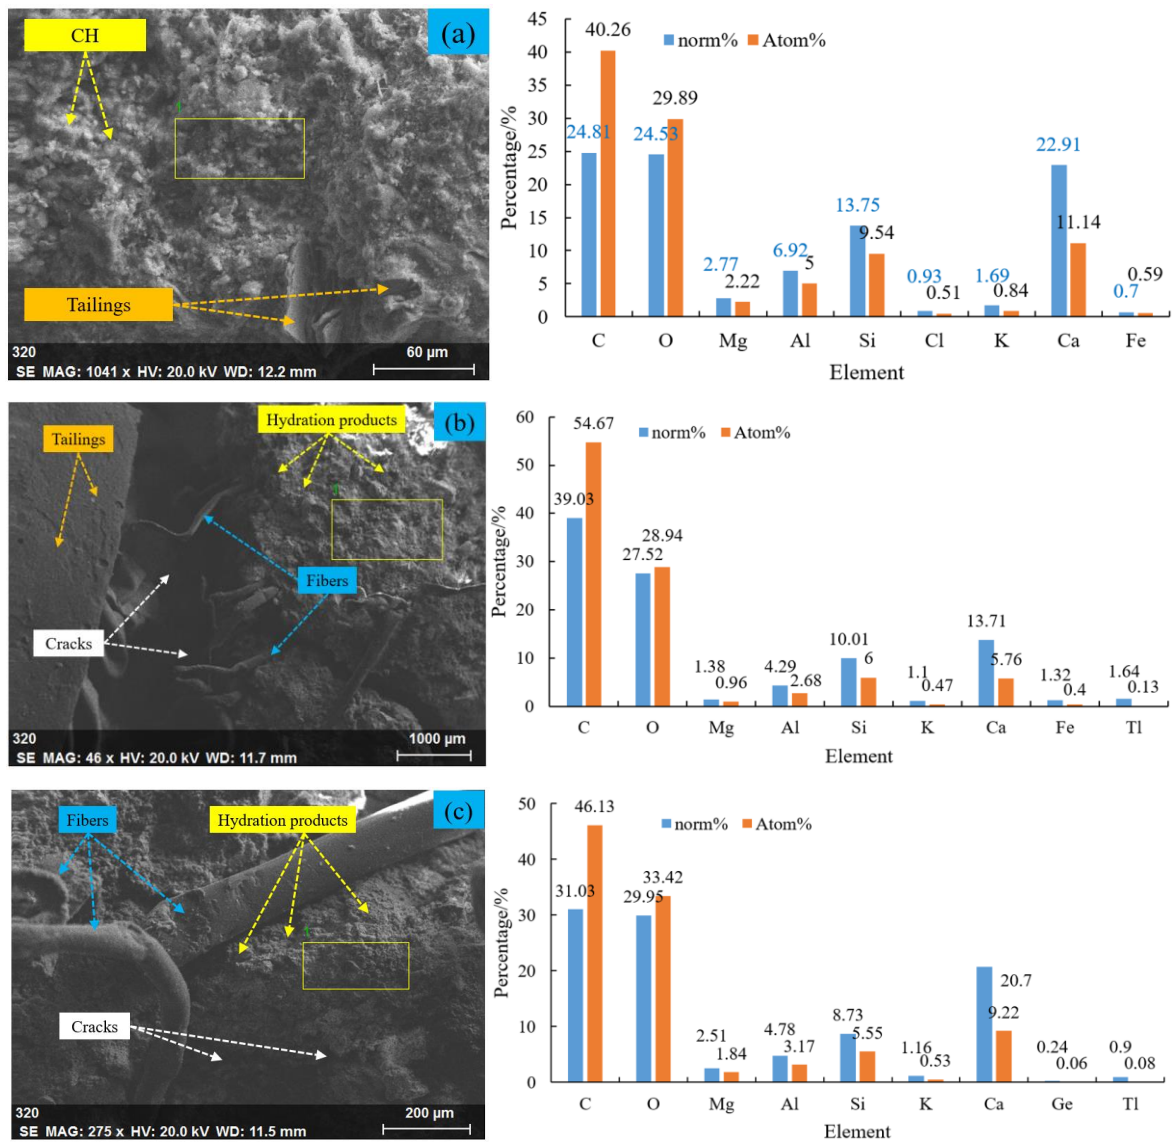 CH
(a)
1
Tailings
320
60 µm
SE MAG: 1041 x HV: 20.0 kV WD: 12.2 mm
45
40
35
30
25
20
15
10
5
0
Percentage/%
norm% Atom%
40.26
24.81
29.89
24.53
2.77
2.22
6.92
5
13.75
9.54
0.93
0.51
1.69
0.84
22.91
11.14
0.7
0.59
C O Mg Al Si Cl K Ca Fe
Element
Hydration products
(b)
Tailings
Fibers
Cracks
320
1000 µm
SE MAG: 46 x HV: 20.0 kV WD: 11.7 mm
60
50
40
30
20
10
0
Percentage/%
norm% Atom%
54.67
39.03
27.52
28.94
1.38
0.96
4.29
2.68
10.01
6
1.1
0.47
13.71
5.76
1.32
0.4
1.64
0.13
C O Mg Al Si K Ca Fe Tl
Element
Fibers
Hydration products
(c)
Cracks
320
200 µm
SE MAG: 275 x HV: 20.0 kV WD: 11.5 mm
50
40
30
20
10
0
Percentage/%
norm% Atom%
46.13
31.03
29.95
33.42
2.51
1.84
4.78
3.17
8.73
5.55
1.16
0.53
20.7
9.22
0.24
0.06
0.9
0.08
C O Mg Al Si K Ca Ge Tl
Element